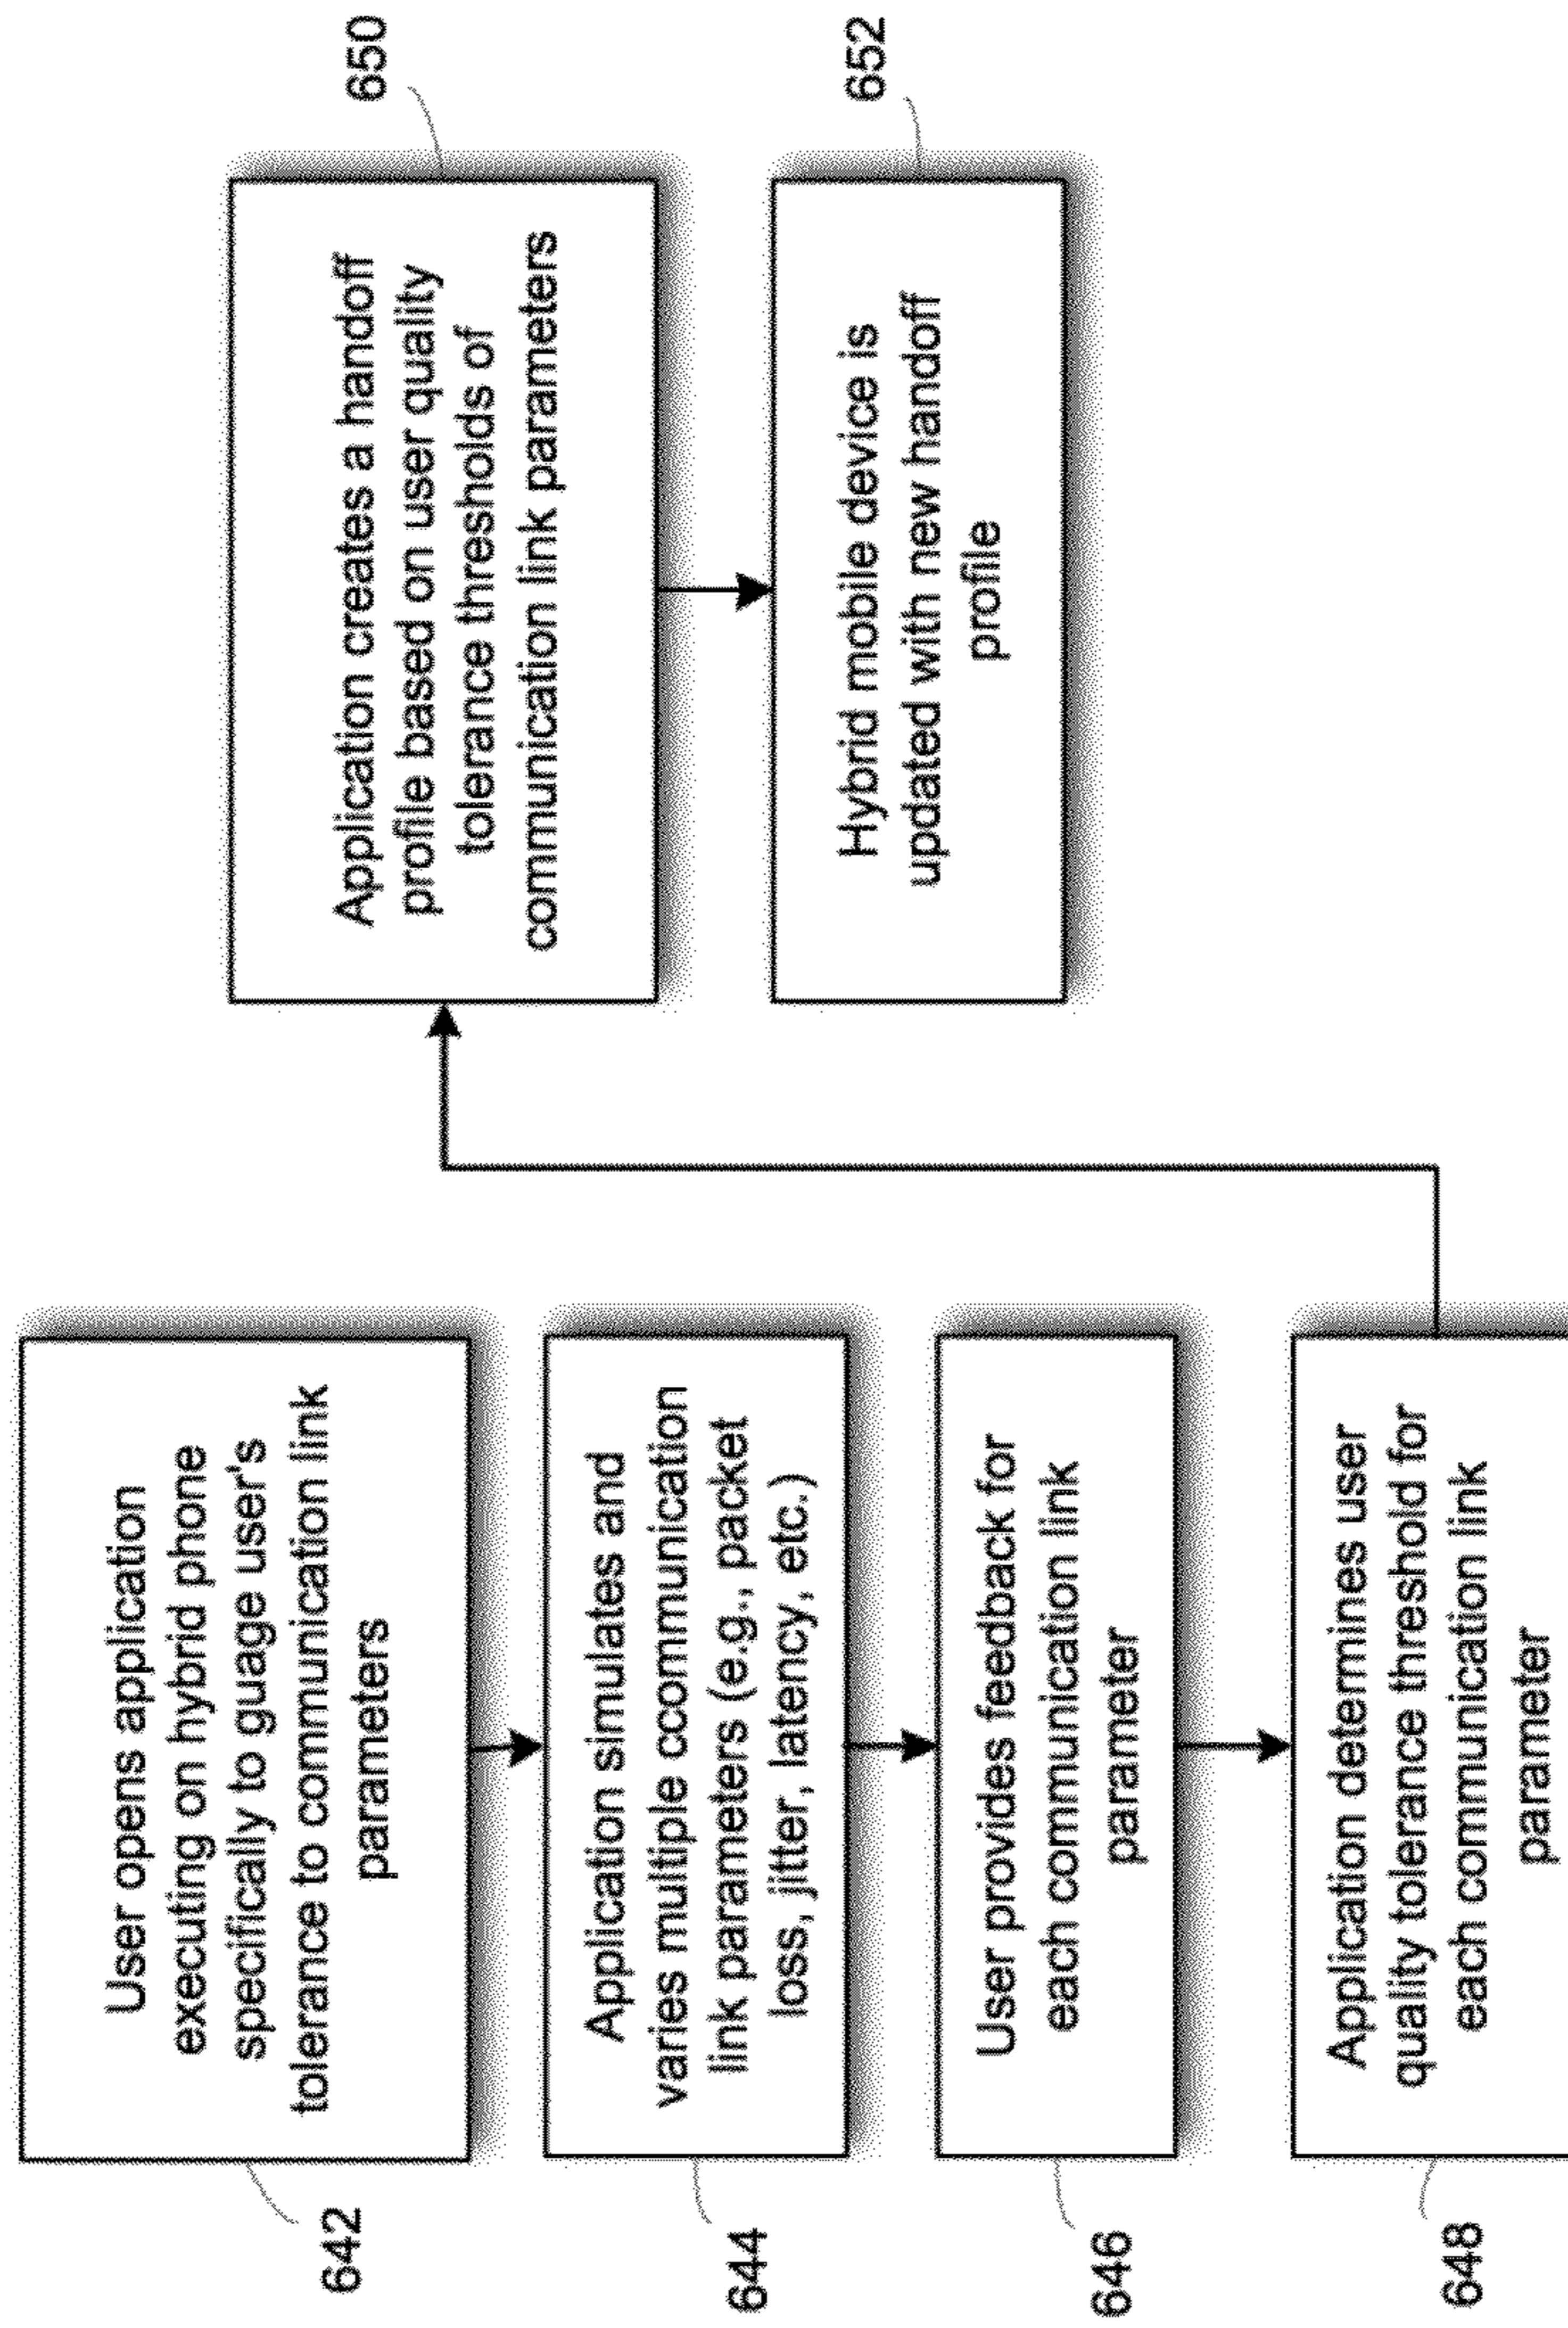 642
User opens application
executing on hybrid phone
specifically to guage user's
tolerance to communication link
parameters
644
Application simulates and
varies multiple ccommunication
link parameters (e.g., packet
loss, jitter, latency, etc.)
646
User provides feedback for
each communication link
parameter
648
Application determines user
quality tolerance threshold for
each communication link
parameter
650
Application creates a handoff
profile based on user quality
tolerance thresholds of
communication link parameters
652
Hybrid mobile device is
updated with new handoff
profile